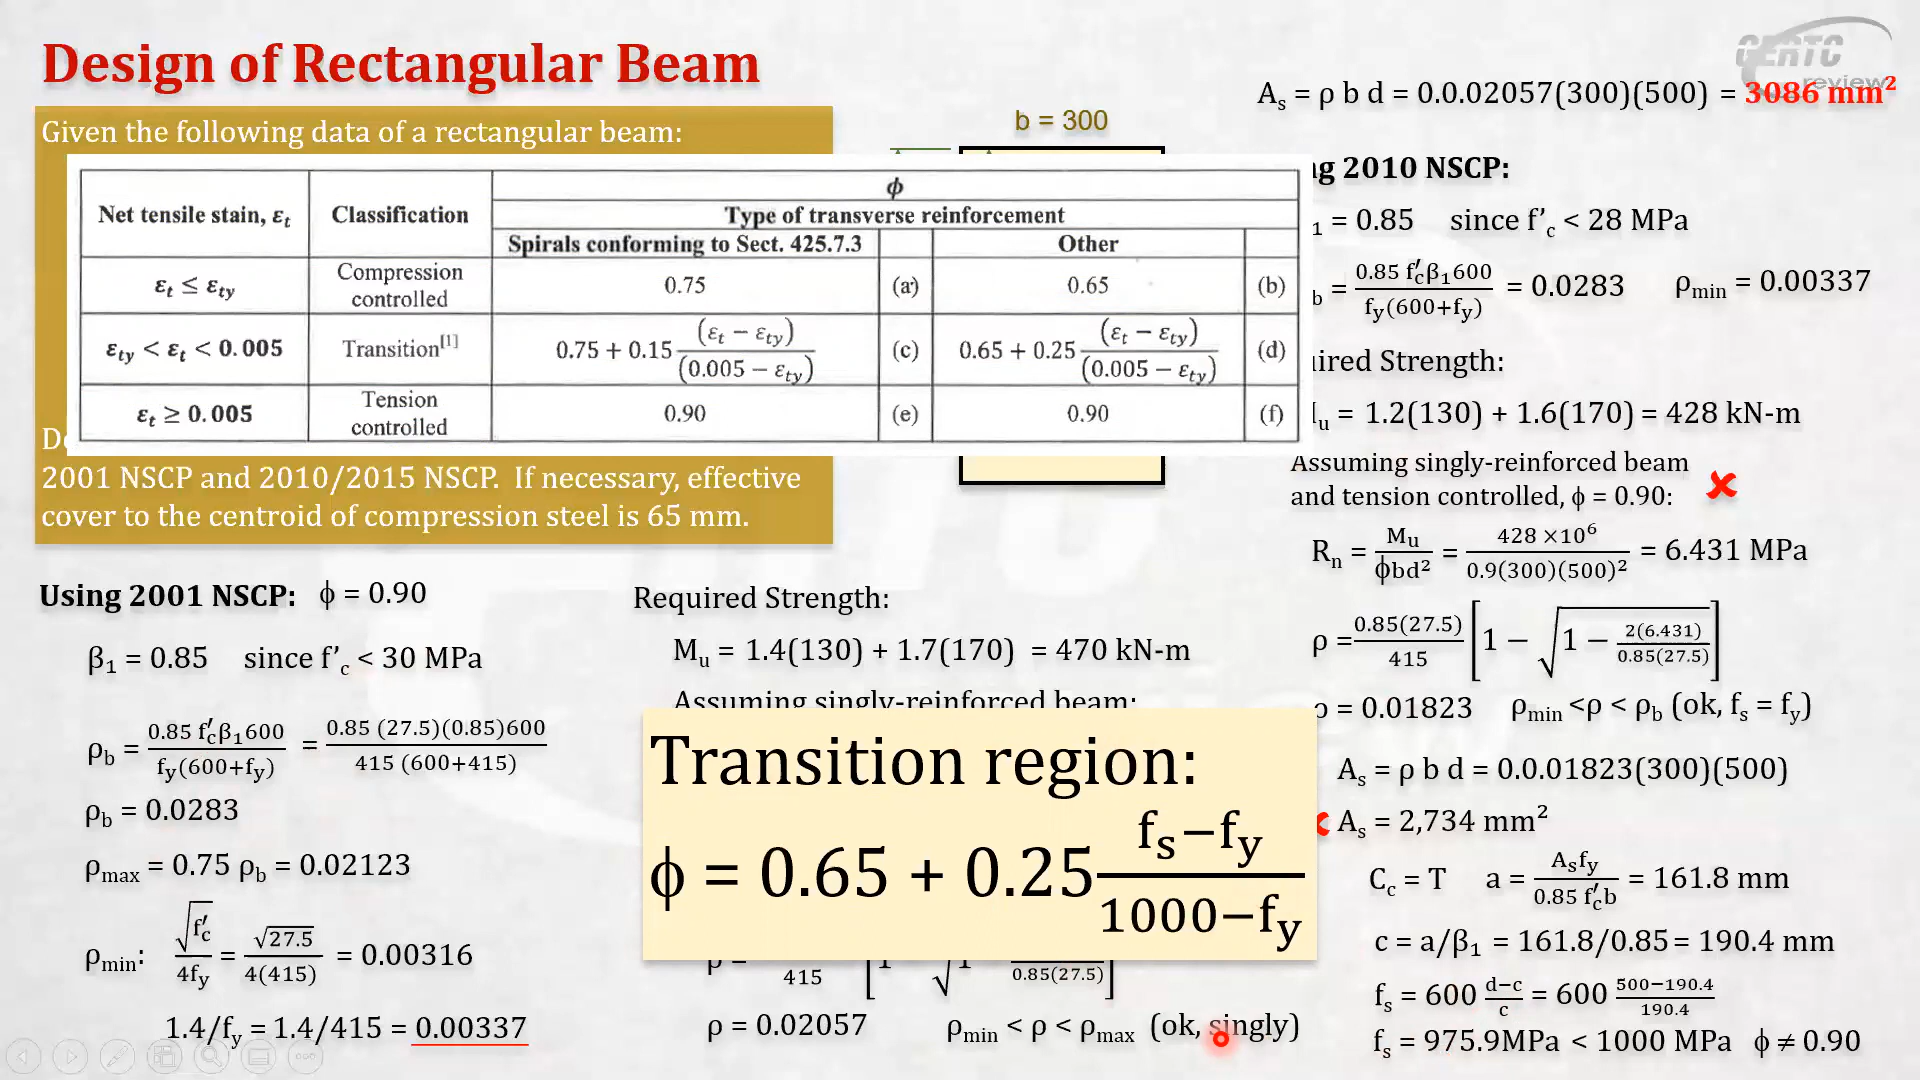 Design of Rectangular Beam
CERTC
review
Given the following data of a rectangular beam:
b = 300
Net tensile stain, εt
Classification
ϕ
Type of transverse reinforcement
Spirals conforming to Sect. 425.7.3
Other
εt ≤ εty
Compression controlled
0.75
(a)
0.65
(b)
εty < εt < 0.005
Transition[1]
0.75 + 0.15 (εt − εty)/(0.005 − εty)
(c)
0.65 + 0.25 (εt − εty)/(0.005 − εty)
(d)
εt ≥ 0.005
Tension controlled
0.90
(e)
0.90
(f)
2001 NSCP and 2010/2015 NSCP. If necessary, effective
cover to the centroid of compression steel is 65 mm.
Using 2001 NSCP: ϕ = 0.90
β1 = 0.85 since f'c < 30 MPa
ρb = 0.85 f'cβ1600/fy(600+fy) = 0.85 (27.5)(0.85)600/415 (600+415)
ρb = 0.0283
ρmax = 0.75 ρb = 0.02123
ρmin: √f'c/4fy = √27.5/4(415) = 0.00316
1.4/fy = 1.4/415 = 0.00337
Required Strength:
Mu = 1.4(130) + 1.7(170) = 470 kN-m
Assuming singly-reinforced beam:
Transition region:
ϕ = 0.65 + 0.25 fs−fy/1000−fy
415
0.85(27.5)
ρ = 0.02057 ρmin < ρ < ρmax (ok, singly)
As = ρ b d = 0.0.02057(300)(500) = 3086 mm²
2010 NSCP:
1 = 0.85 since f'c < 28 MPa
b = 0.85 f'cβ1600/fy(600+fy) = 0.0283 ρmin = 0.00337
Strength:
u = 1.2(130) + 1.6(170) = 428 kN-m
Assuming singly-reinforced beam
and tension controlled, ϕ = 0.90:
Rn = Mu/ϕbd² = 428 ×10⁶/0.9(300)(500)² = 6.431 MPa
ρ = 0.85(27.5)/415 [1 − √1 − 2(6.431)/0.85(27.5)]
ρ = 0.01823 ρmin <ρ < ρb (ok, fs = fy)
As = ρ b d = 0.0.01823(300)(500)
As = 2,734 mm²
Cc = T a = Asfy/0.85 f'cb = 161.8 mm
c = a/β1 = 161.8/0.85 = 190.4 mm
fs = 600 d−c/c = 600 500−190.4/190.4
fs = 975.9MPa < 1000 MPa ϕ ≠ 0.90